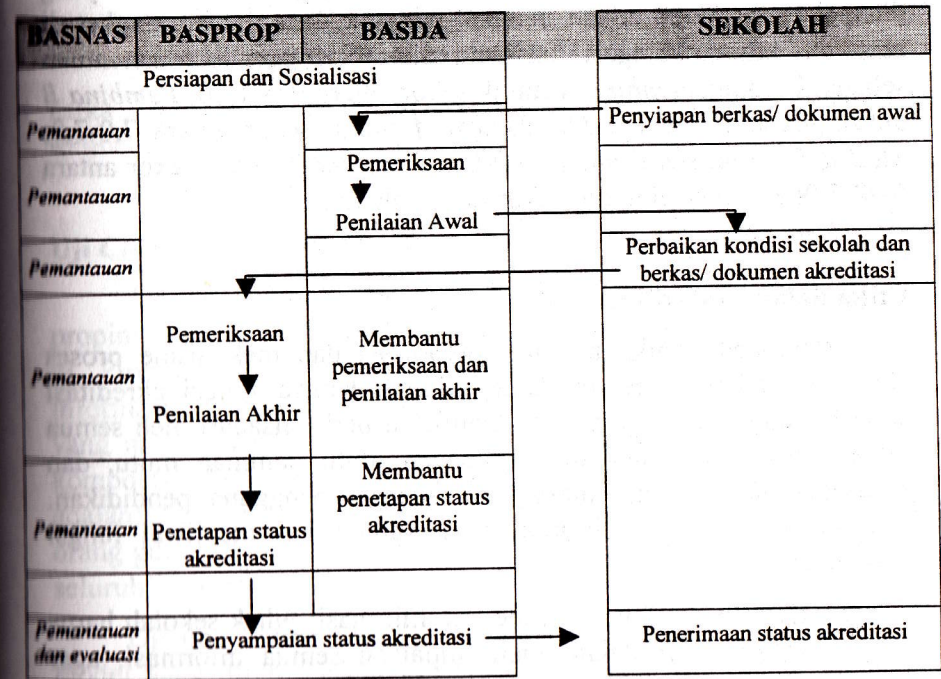 BASNAS BASPROP BASDA SEKOLAH
Persiapan dan Sosialisasi
Pemantauan Penyiapan berkas/ dokumen awal
Pemeriksaan
Pemantauan
Penilaian Awal
Perbaikan kondisi sekolah dan
Pemantauan berkas/ dokumen akreditasi
Pemeriksaan Membantu
pemeriksaan dan
Pemantauan penilaian akhir
Penilaian Akhir
Membantu
penetapan status
Pemantauan Penetapan status akreditasi
akreditasi
Pemantauan
dan evaluasi Penyampaian status akreditasi Penerimaan status akreditasi